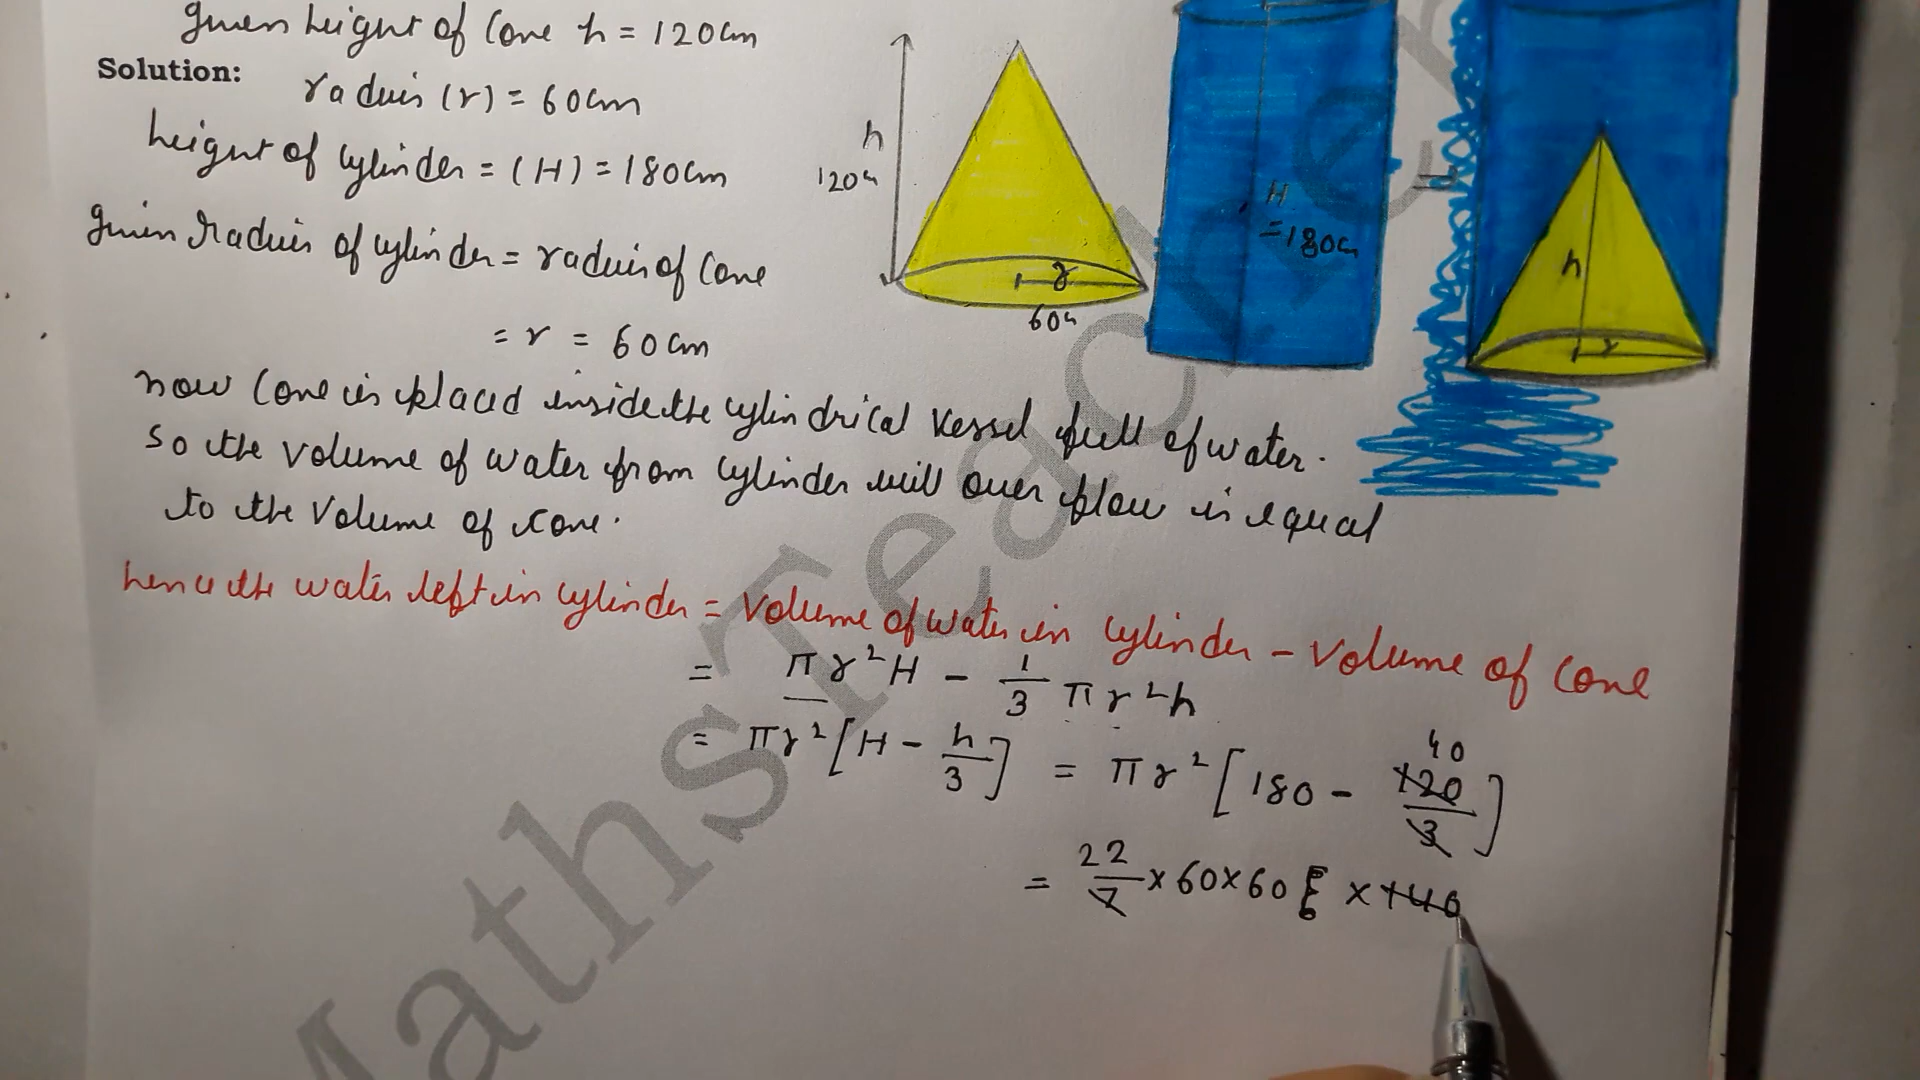 given height of Cone h = 120cm
Solution:
radius (r) = 60cm
height of cylinder = (H) = 180cm
given radius of cylinder = radius of Cone
= r = 60cm
now Cone is placed inside the cylindrical vessel full of water.
so the volume of water from cylinder will over flow is equal
to the volume of cone.
hence the water left in cylinder = Volume of water in cylinder - volume of cone
= πr²H - 1/3 πr²h
= πr² [H - h/3] = πr² [180 - 120/3]
40
= 22/7 × 60 × 60 × 140
h
120
r
60
H
=180c
h
r
Maths Teacher